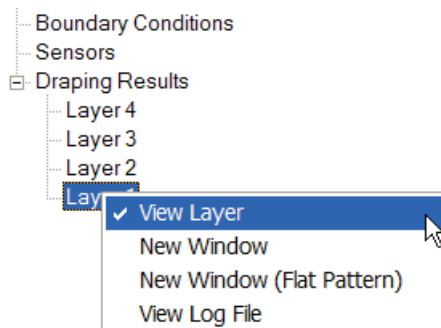 Boundary Conditions
Sensors
Draping Results
Layer 4
Layer 3
Layer 2
View Layer
New Window
New Window (Flat Pattern)
View Log File